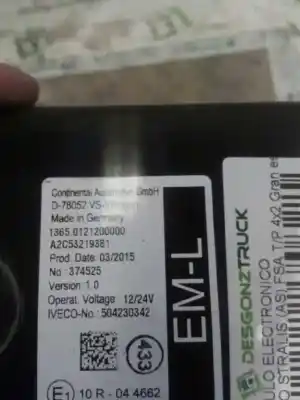 Continental Automotive GmbH
D-78052 VS-
Made in Germany
1365.0121200000
A2C53219381
Prod. Date: 03/2015
No.: 374525
Version: 1.0
Operat. Voltage: 12/24V
IVECO-No.: 504230342
433
E1 10 R - 04 4662
EM-L
DESGONZTRUCK
ULO ELECTRONICO
O STRALIS (AS) FSA T/P 4x2 Gran es